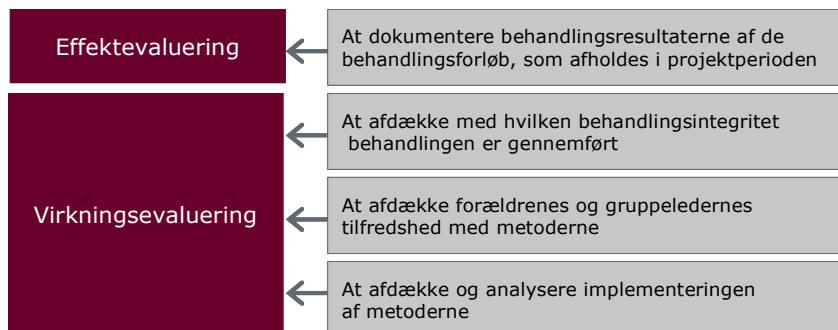 Effektevaluering
At dokumentere behandlingsresultaterne af de
behandlingsforløb, som afholdes i projektperioden
Virkningsevaluering
At afdække med hvilken behandlingsintegritet
behandlingen er gennemført
At afdække forældrenes og gruppeledernes
tilfredshed med metoderne
At afdække og analysere implementeringen
af metoderne